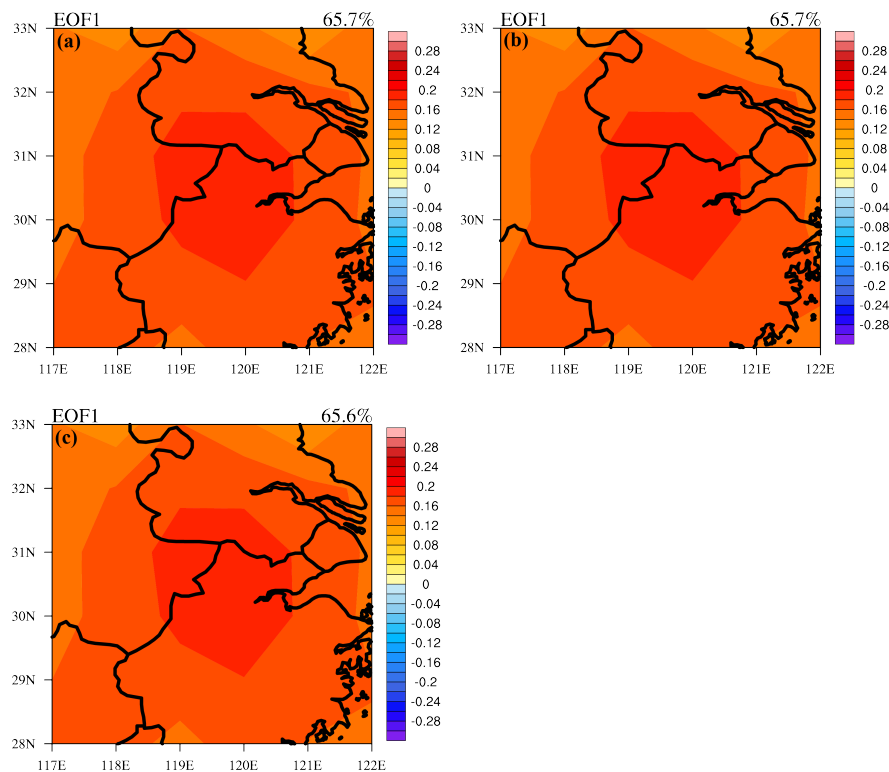 EOF1 65.7%
(a)
33N
32N
31N
30N
29N
28N
117E 118E 119E 120E 121E 122E
0.28
0.24
0.2
0.16
0.12
0.08
0.04
0
-0.04
-0.08
-0.12
-0.16
-0.2
-0.24
-0.28
EOF1 65.7%
(b)
33N
32N
31N
30N
29N
28N
117E 118E 119E 120E 121E 122E
0.28
0.24
0.2
0.16
0.12
0.08
0.04
0
-0.04
-0.08
-0.12
-0.16
-0.2
-0.24
-0.28
EOF1 65.6%
(c)
33N
32N
31N
30N
29N
28N
117E 118E 119E 120E 121E 122E
0.28
0.24
0.2
0.16
0.12
0.08
0.04
0
-0.04
-0.08
-0.12
-0.16
-0.2
-0.24
-0.28